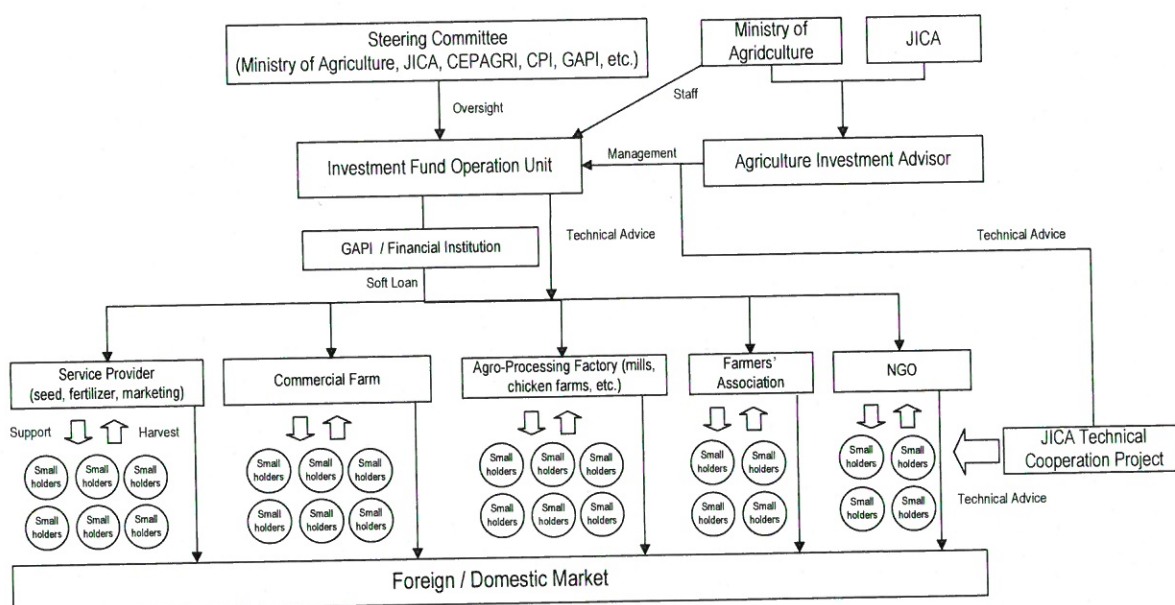 Steering Committee
(Ministry of Agriculture, JICA, CEPAGRI, CPI, GAPI, etc.)
Ministry of
Agridculture
JICA
Oversight
Staff
Investment Fund Operation Unit
Management
Agriculture Investment Advisor
GAPI / Financial Institution
Technical Advice
Technical Advice
Soft Loan
Service Provider
(seed, fertilizer, marketing)
Commercial Farm
Agro-Processing Factory (mills,
chicken farms, etc.)
Farmers'
Association
NGO
Support
Harvest
JICA Technical
Cooperation Project
Technical Advice
Small
holders
Small
holders
Small
holders
Small
holders
Small
holders
Small
holders
Small
holders
Small
holders
Small
holders
Small
holders
Small
holders
Small
holders
Small
holders
Small
holders
Small
holders
Small
holders
Small
holders
Small
holders
Small
holders
Small
holders
Small
holders
Small
holders
Small
holders
Small
holders
Small
holders
Small
holders
Foreign / Domestic Market